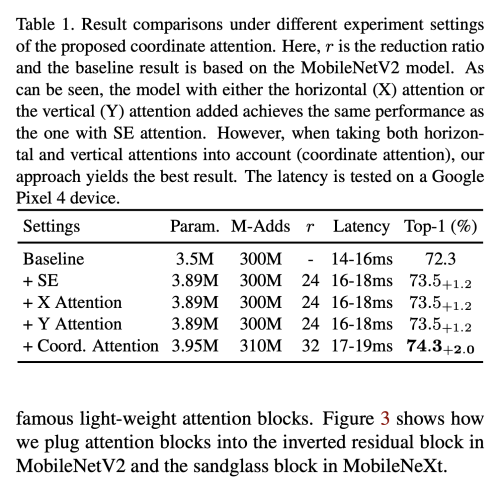 Table 1. Result comparisons under different experiment settings
of the proposed coordinate attention. Here, r is the reduction ratio
and the baseline result is based on the MobileNetV2 model. As
can be seen, the model with either the horizontal (X) attention or
the vertical (Y) attention added achieves the same performance as
the one with SE attention. However, when taking both horizon-
tal and vertical attentions into account (coordinate attention), our
approach yields the best result. The latency is tested on a Google
Pixel 4 device.
Settings Param. M-Adds r Latency Top-1 (%)
Baseline 3.5M 300M - 14-16ms 72.3
+ SE 3.89M 300M 24 16-18ms 73.5+1.2
+ X Attention 3.89M 300M 24 16-18ms 73.5+1.2
+ Y Attention 3.89M 300M 24 16-18ms 73.5+1.2
+ Coord. Attention 3.95M 310M 32 17-19ms 74.3+2.0
famous light-weight attention blocks. Figure 3 shows how
we plug attention blocks into the inverted residual block in
MobileNetV2 and the sandglass block in MobileNeXt.